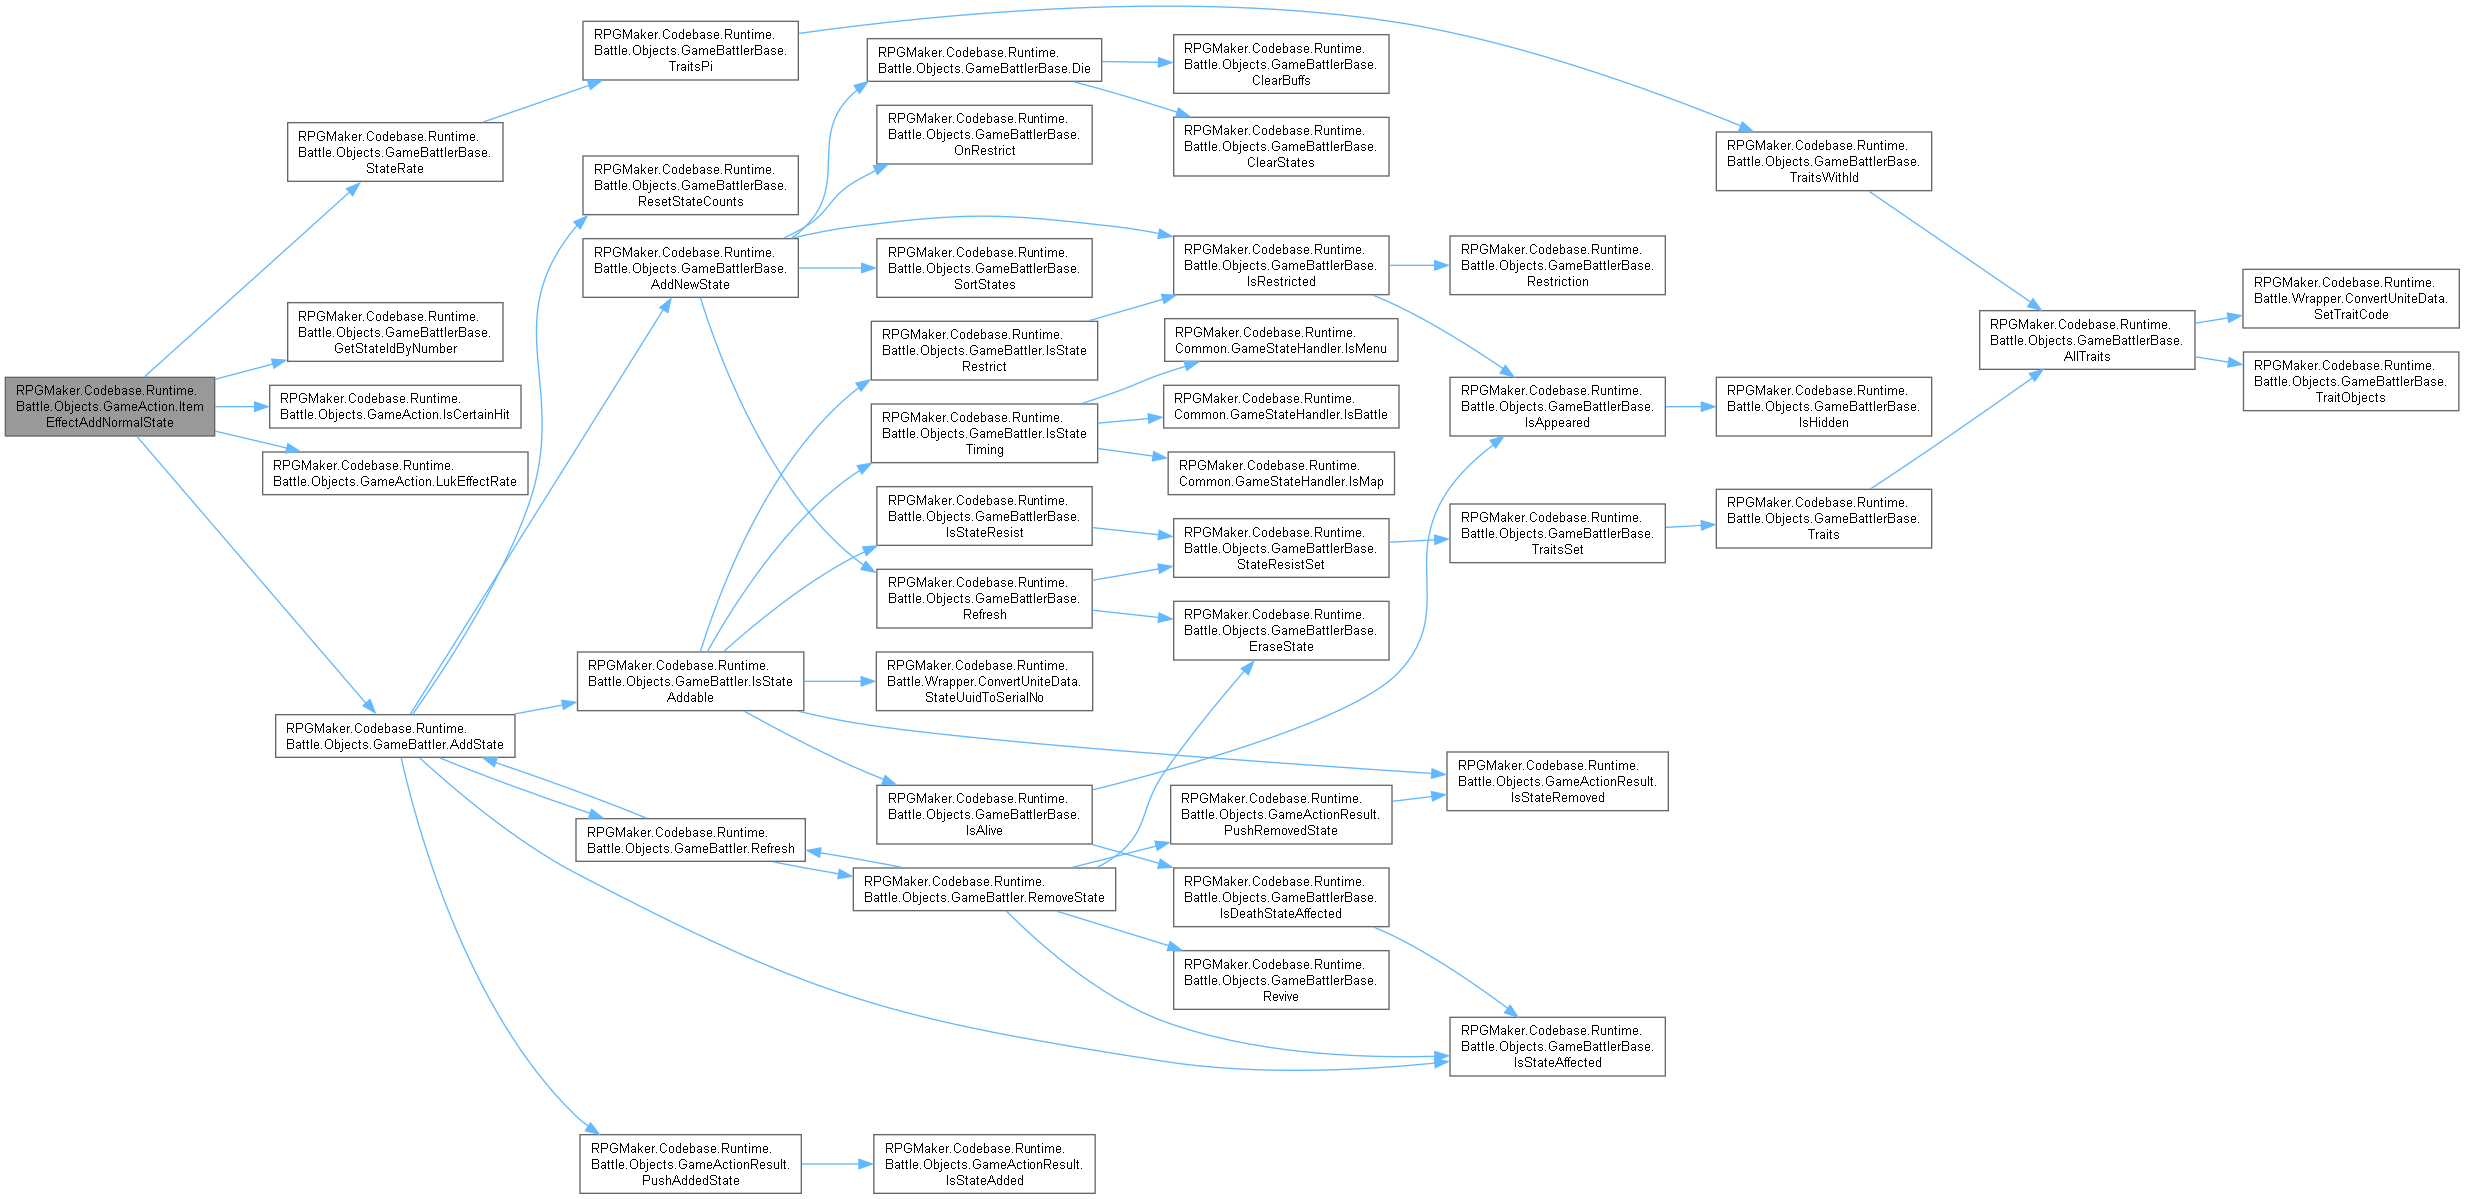 RPGMaker.Codebase.Runtime.
Battle.Objects.GameAction.Item
EffectAddNormalState
RPGMaker.Codebase.Runtime.
Battle.Objects.GameBattlerBase.
StateRate
RPGMaker.Codebase.Runtime.
Battle.Objects.GameBattlerBase.
GetStateIdByNumber
RPGMaker.Codebase.Runtime.
Battle.Objects.GameAction.IsCertainHit
RPGMaker.Codebase.Runtime.
Battle.Objects.GameAction.LukEffectRate
RPGMaker.Codebase.Runtime.
Battle.Objects.GameBattler.AddState
RPGMaker.Codebase.Runtime.
Battle.Objects.GameBattlerBase.
TraitsPi
RPGMaker.Codebase.Runtime.
Battle.Objects.GameBattlerBase.
ResetStateCounts
RPGMaker.Codebase.Runtime.
Battle.Objects.GameBattlerBase.
AddNewState
RPGMaker.Codebase.Runtime.
Battle.Objects.GameBattler.IsState
Addable
RPGMaker.Codebase.Runtime.
Battle.Objects.GameBattler.Refresh
RPGMaker.Codebase.Runtime.
Battle.Objects.GameActionResult.
PushAddedState
RPGMaker.Codebase.Runtime.
Battle.Objects.GameBattlerBase.Die
RPGMaker.Codebase.Runtime.
Battle.Objects.GameBattlerBase.
OnRestrict
RPGMaker.Codebase.Runtime.
Battle.Objects.GameBattlerBase.
SortStates
RPGMaker.Codebase.Runtime.
Battle.Objects.GameBattler.IsState
Restrict
RPGMaker.Codebase.Runtime.
Battle.Objects.GameBattler.IsState
Timing
RPGMaker.Codebase.Runtime.
Battle.Objects.GameBattlerBase.
IsStateResist
RPGMaker.Codebase.Runtime.
Battle.Objects.GameBattlerBase.
Refresh
RPGMaker.Codebase.Runtime.
Battle.Wrapper.ConvertUniteData.
StateUuidToSerialNo
RPGMaker.Codebase.Runtime.
Battle.Objects.GameBattlerBase.
IsAlive
RPGMaker.Codebase.Runtime.
Battle.Objects.GameBattler.RemoveState
RPGMaker.Codebase.Runtime.
Battle.Objects.GameActionResult.
IsStateAdded
RPGMaker.Codebase.Runtime.
Battle.Objects.GameBattlerBase.
ClearBuffs
RPGMaker.Codebase.Runtime.
Battle.Objects.GameBattlerBase.
ClearStates
RPGMaker.Codebase.Runtime.
Battle.Objects.GameBattlerBase.
IsRestricted
RPGMaker.Codebase.Runtime.
Common.GameStateHandler.IsMenu
RPGMaker.Codebase.Runtime.
Common.GameStateHandler.IsBattle
RPGMaker.Codebase.Runtime.
Common.GameStateHandler.IsMap
RPGMaker.Codebase.Runtime.
Battle.Objects.GameBattlerBase.
StateResistSet
RPGMaker.Codebase.Runtime.
Battle.Objects.GameBattlerBase.
EraseState
RPGMaker.Codebase.Runtime.
Battle.Objects.GameActionResult.
PushRemovedState
RPGMaker.Codebase.Runtime.
Battle.Objects.GameBattlerBase.
IsDeathStateAffected
RPGMaker.Codebase.Runtime.
Battle.Objects.GameBattlerBase.
Revive
RPGMaker.Codebase.Runtime.
Battle.Objects.GameBattlerBase.
Restriction
RPGMaker.Codebase.Runtime.
Battle.Objects.GameBattlerBase.
IsAppeared
RPGMaker.Codebase.Runtime.
Battle.Objects.GameBattlerBase.
TraitsSet
RPGMaker.Codebase.Runtime.
Battle.Objects.GameActionResult.
IsStateRemoved
RPGMaker.Codebase.Runtime.
Battle.Objects.GameBattlerBase.
IsStateAffected
RPGMaker.Codebase.Runtime.
Battle.Objects.GameBattlerBase.
TraitsWithId
RPGMaker.Codebase.Runtime.
Battle.Objects.GameBattlerBase.
IsHidden
RPGMaker.Codebase.Runtime.
Battle.Objects.GameBattlerBase.
Traits
RPGMaker.Codebase.Runtime.
Battle.Objects.GameBattlerBase.
AllTraits
RPGMaker.Codebase.Runtime.
Battle.Wrapper.ConvertUniteData.
SetTraitCode
RPGMaker.Codebase.Runtime.
Battle.Objects.GameBattlerBase.
TraitObjects